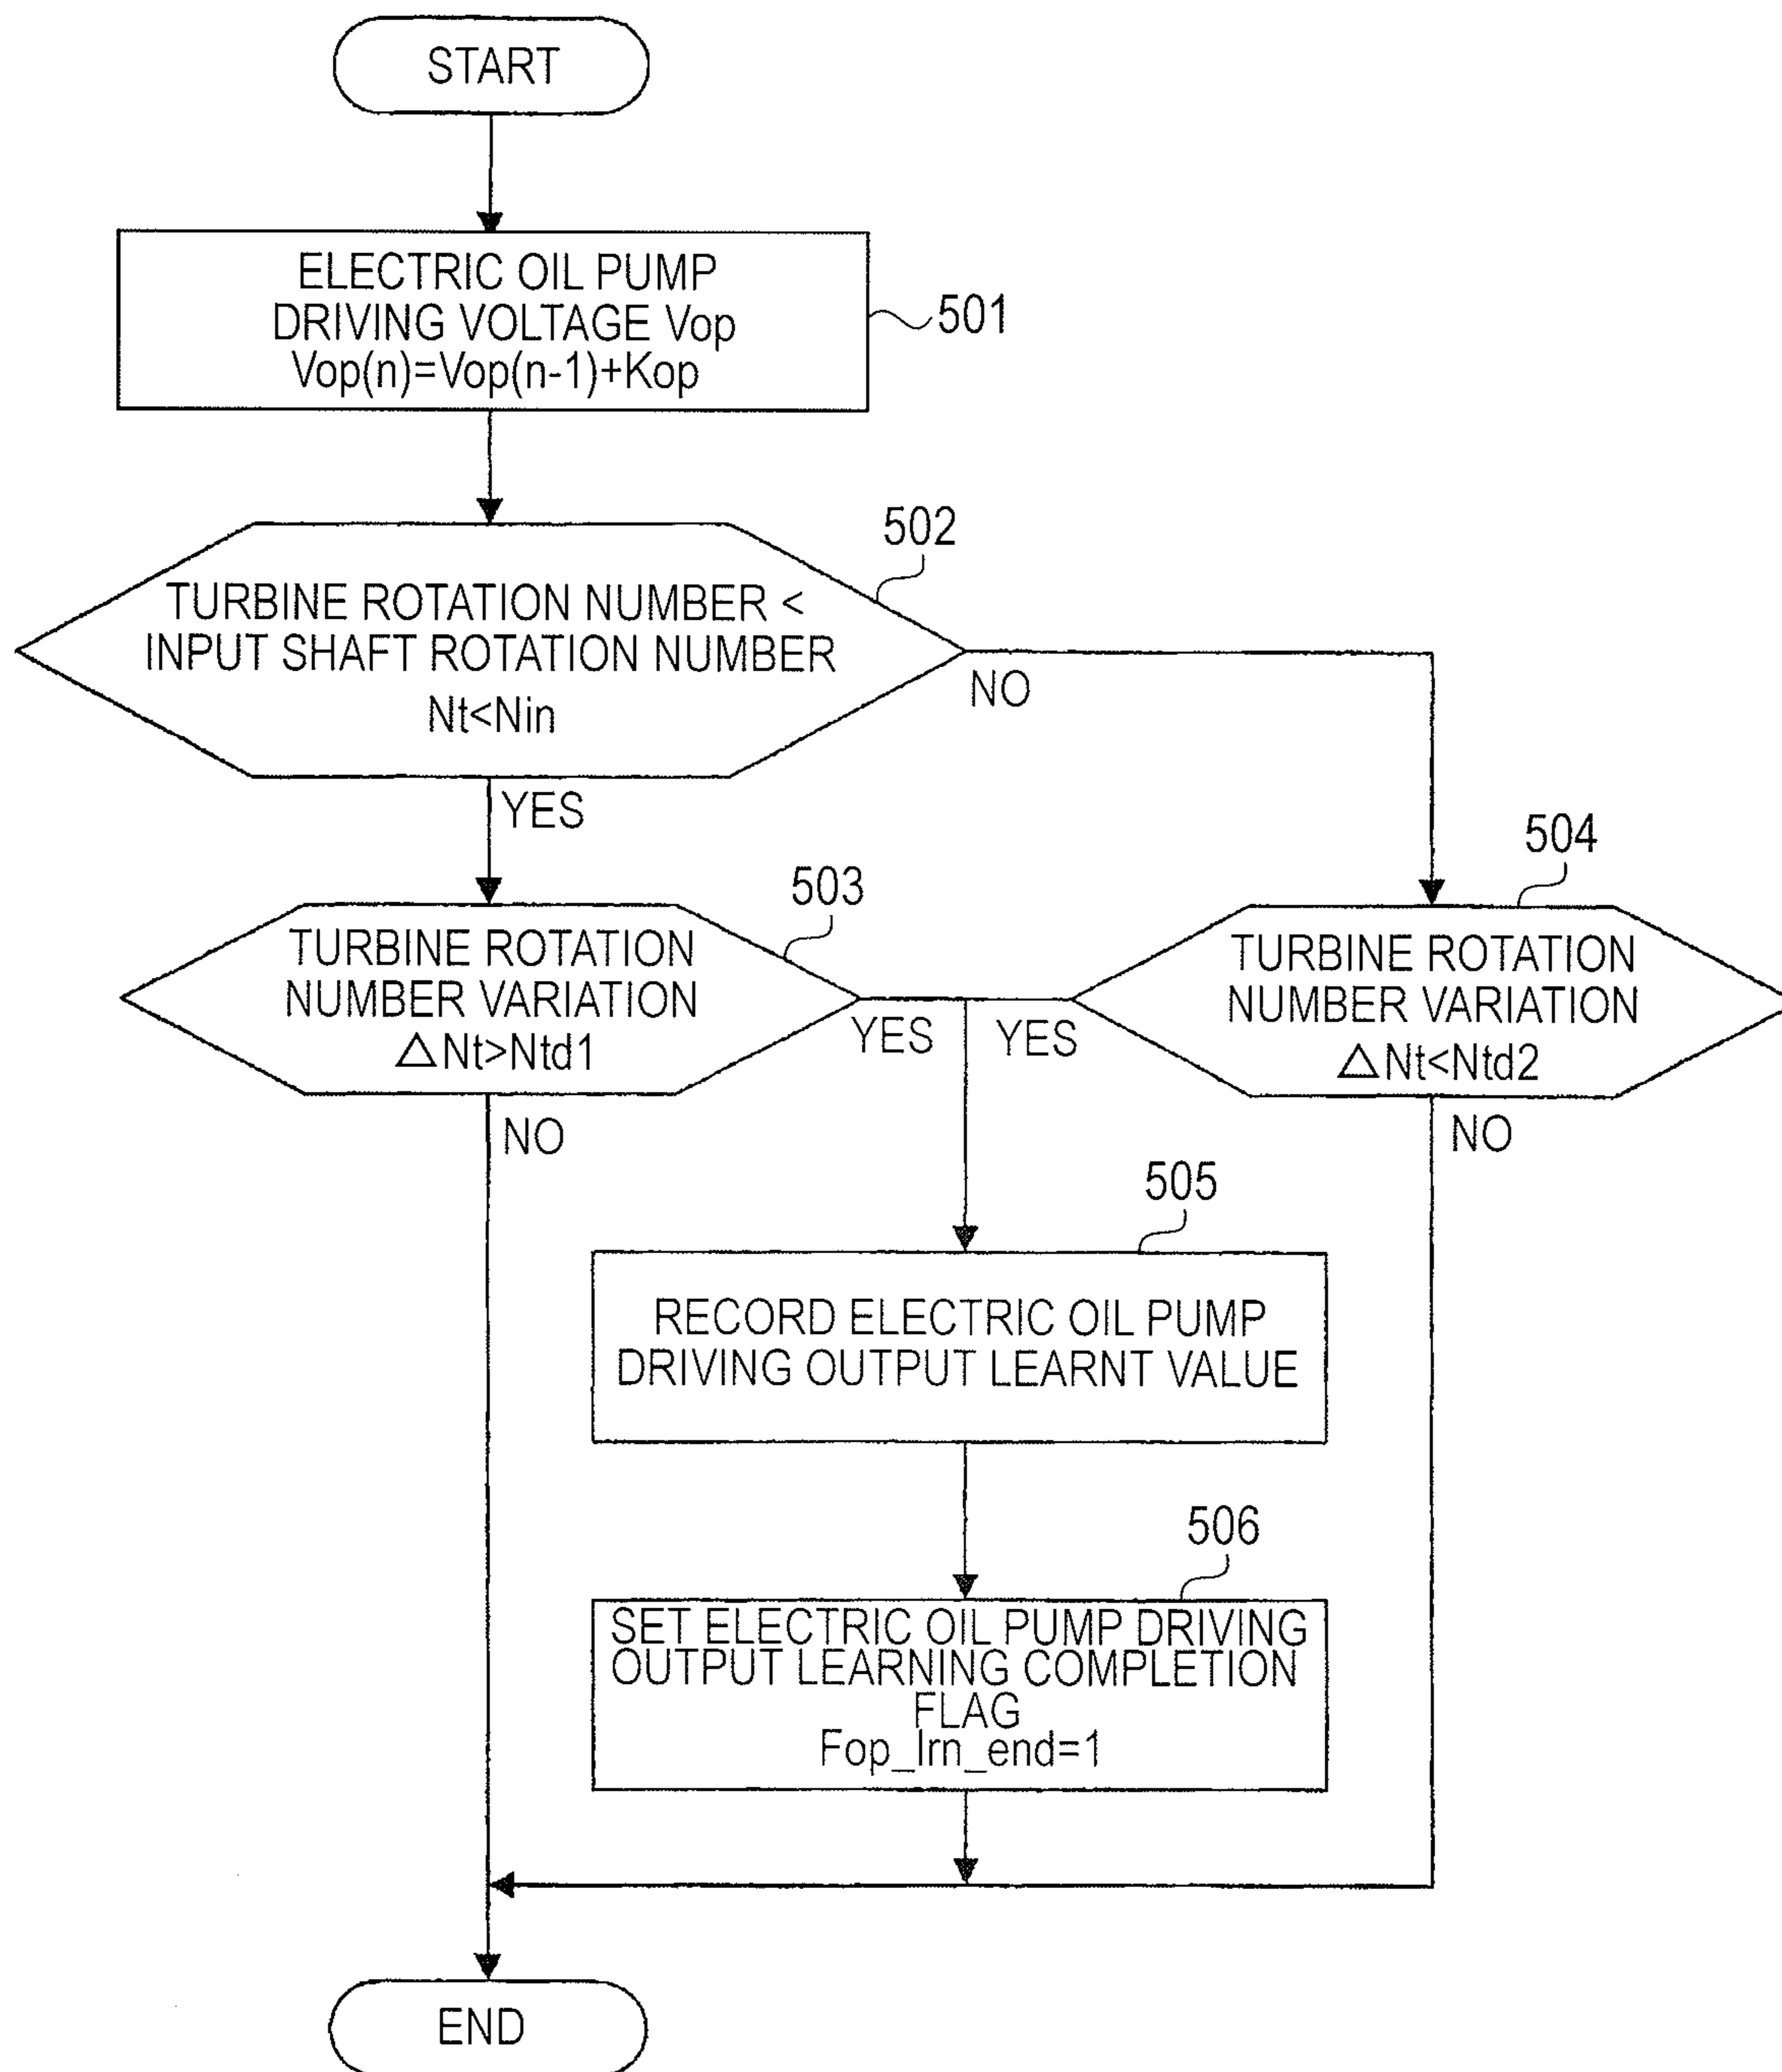 START
ELECTRIC OIL PUMP
DRIVING VOLTAGE Vop
Vop(n)=Vop(n-1)+Kop
501
502
TURBINE ROTATION NUMBER <
INPUT SHAFT ROTATION NUMBER
Nt<Nin
NO
YES
503
504
TURBINE ROTATION
NUMBER VARIATION
△Nt>Ntd1
YES
YES
TURBINE ROTATION
NUMBER VARIATION
△Nt<Ntd2
NO
NO
505
RECORD ELECTRIC OIL PUMP
DRIVING OUTPUT LEARNT VALUE
506
SET ELECTRIC OIL PUMP DRIVING
OUTPUT LEARNING COMPLETION
FLAG
Fop_lrn_end=1
END